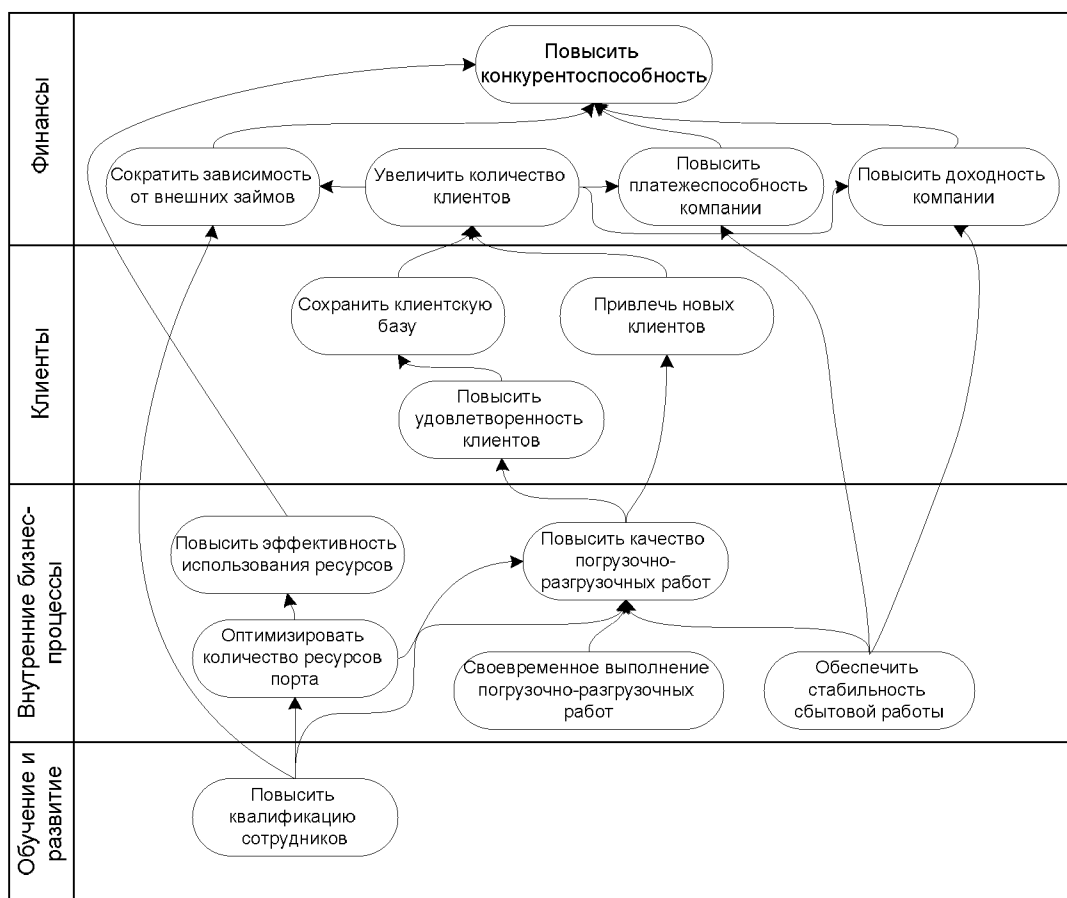 Финансы
Повысить
конкурентоспособность
Сократить зависимость
от внешних займов
Увеличить количество
клиентов
Повысить
платежеспособность
компании
Повысить доходность
компании
Клиенты
Сохранить клиентскую
базу
Привлечь новых
клиентов
Повысить
удовлетворенность
клиентов
Внутренние бизнес-
процессы
Повысить эффективность
использования ресурсов
Повысить качество
погрузочно-
разгрузочных работ
Оптимизировать
количество ресурсов
порта
Своевременное выполнение
погрузочно-разгрузочных
работ
Обеспечить
стабильность
сбытовой работы
Обучение и
развитие
Повысить
квалификацию
сотрудников